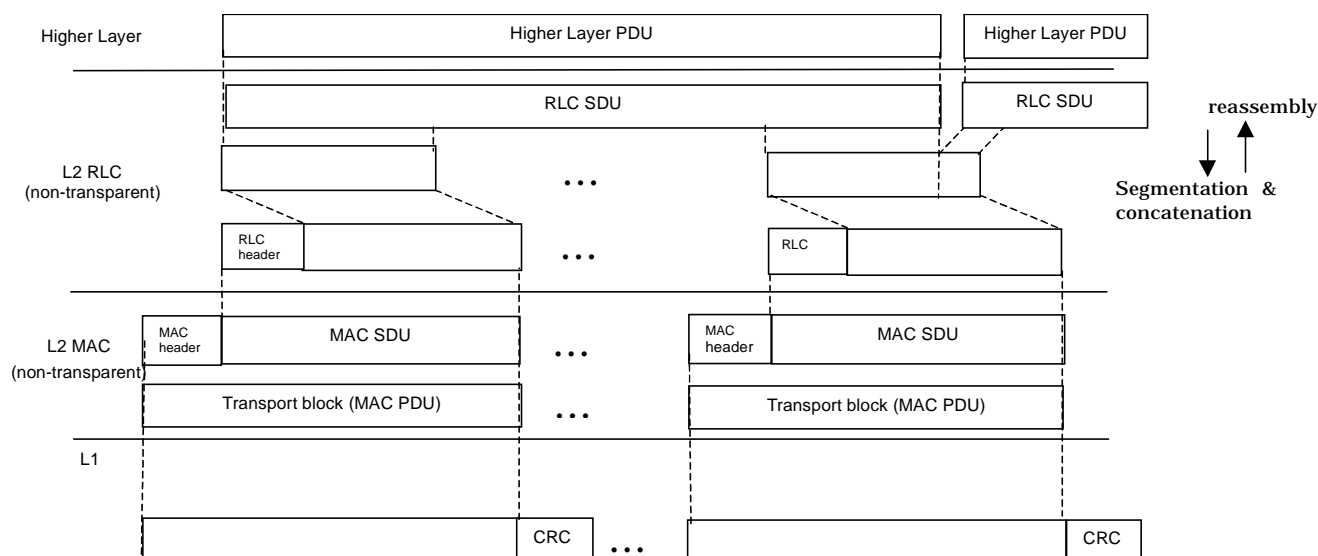 Higher Layer
Higher Layer PDU
Higher Layer PDU
RLC SDU
RLC SDU
reassembly
L2 RLC
(non-transparent)
...
Segmentation &
concatenation
RLC
header
...
RLC
L2 MAC
(non-transparent)
MAC
header
MAC SDU
...
MAC
header
MAC SDU
Transport block (MAC PDU)
...
Transport block (MAC PDU)
L1
CRC
...
CRC